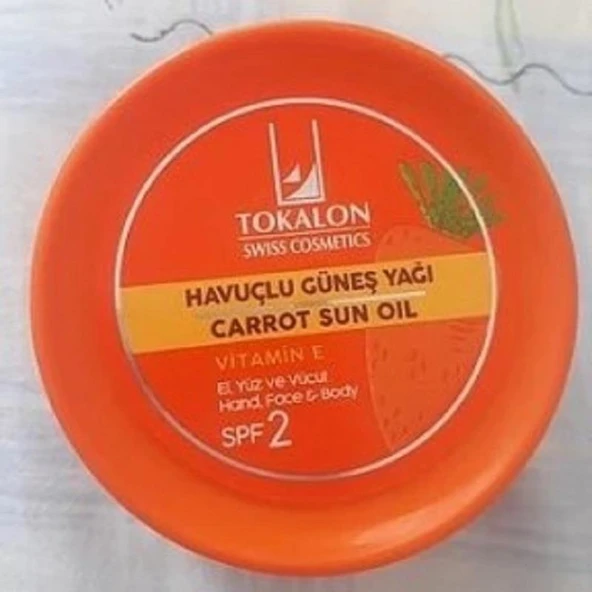 TOKALON
SWISS COSMETICS
HAVUÇLU GÜNEŞ YAĞI
CARROT SUN OIL
VİTAMİN E
El, Yüz ve Vücut
Hand, Face & Body
SPF 2